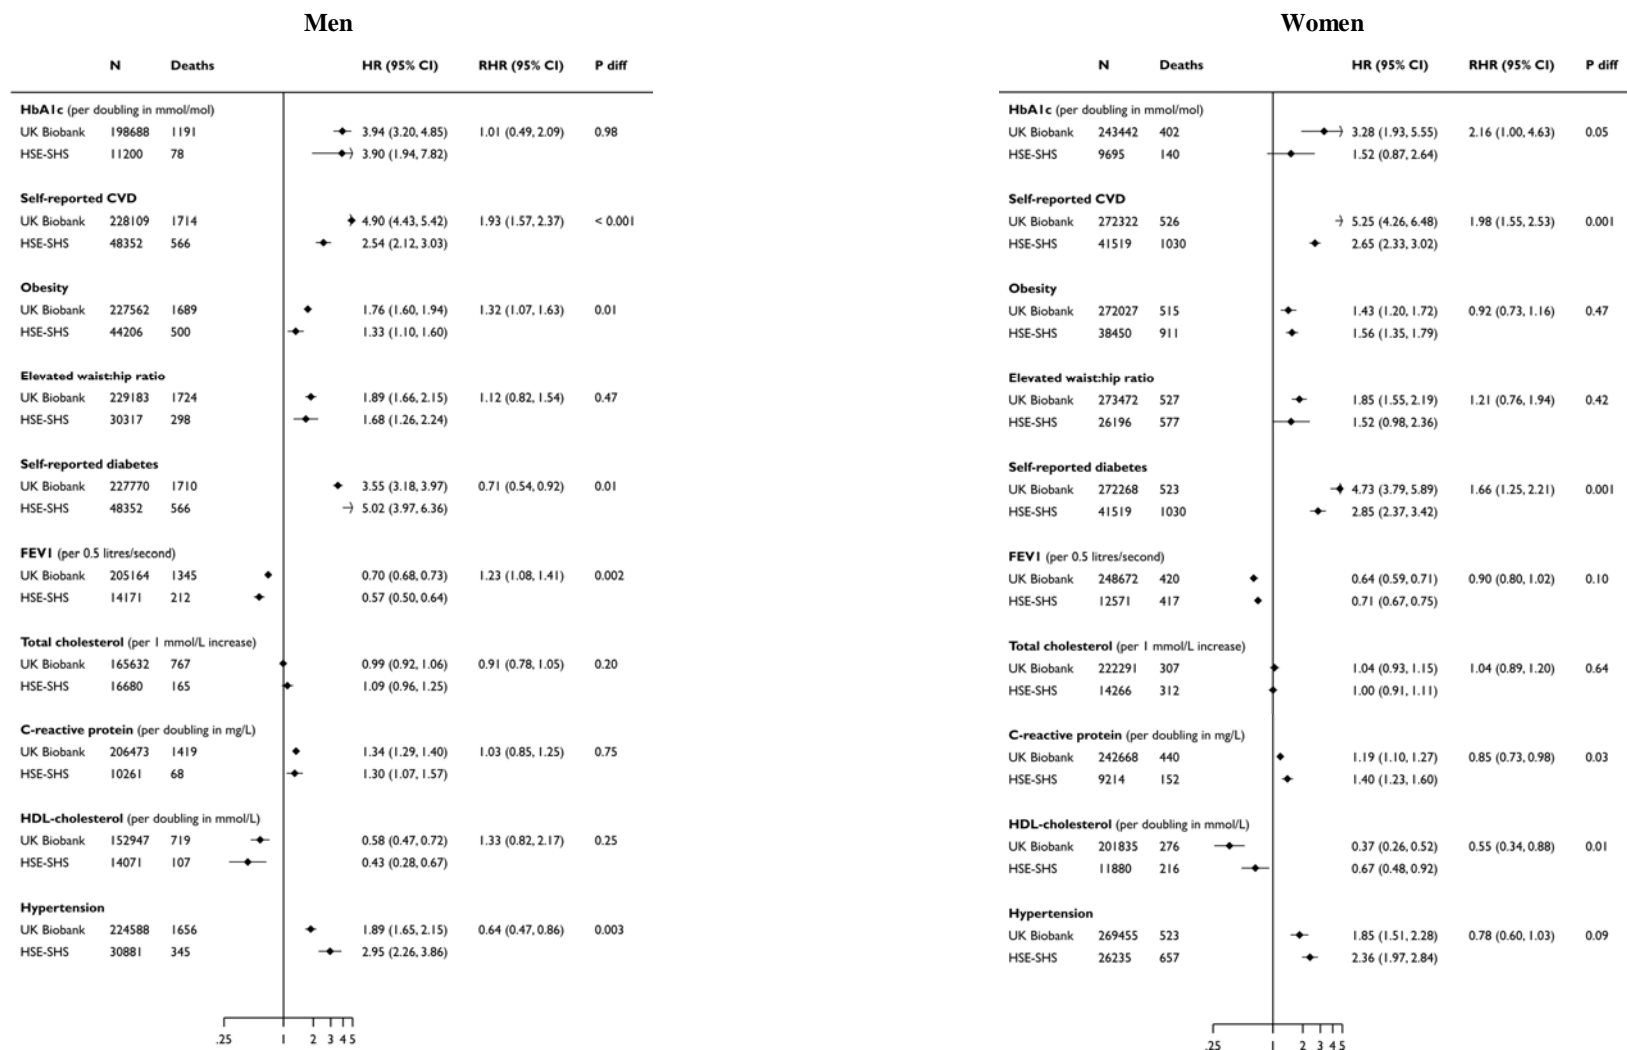 Men
N Deaths HR (95% CI) RHR (95% CI) P diff
HbA1c (per doubling in mmol/mol)
UK Biobank 198688 1191 3.94 (3.20, 4.85) 1.01 (0.49, 2.09) 0.98
HSE-SHS 11200 78 3.90 (1.94, 7.82)
Self-reported CVD
UK Biobank 228109 1714 4.90 (4.43, 5.42) 1.93 (1.57, 2.37) < 0.001
HSE-SHS 48352 566 2.54 (2.12, 3.03)
Obesity
UK Biobank 227562 1689 1.76 (1.60, 1.94) 1.32 (1.07, 1.63) 0.01
HSE-SHS 44206 500 1.33 (1.10, 1.60)
Elevated waist:hip ratio
UK Biobank 229183 1724 1.89 (1.66, 2.15) 1.12 (0.82, 1.54) 0.47
HSE-SHS 30317 298 1.68 (1.26, 2.24)
Self-reported diabetes
UK Biobank 227770 1710 3.55 (3.18, 3.97) 0.71 (0.54, 0.92) 0.01
HSE-SHS 48352 566 5.02 (3.97, 6.36)
FEV1 (per 0.5 litres/second)
UK Biobank 205164 1345 0.70 (0.68, 0.73) 1.23 (1.08, 1.41) 0.002
HSE-SHS 14171 212 0.57 (0.50, 0.64)
Total cholesterol (per 1 mmol/L increase)
UK Biobank 165632 767 0.99 (0.92, 1.06) 0.91 (0.78, 1.05) 0.20
HSE-SHS 16680 165 1.09 (0.96, 1.25)
C-reactive protein (per doubling in mg/L)
UK Biobank 206473 1419 1.34 (1.29, 1.40) 1.03 (0.85, 1.25) 0.75
HSE-SHS 10261 68 1.30 (1.07, 1.57)
HDL-cholesterol (per doubling in mmol/L)
UK Biobank 152947 719 0.58 (0.47, 0.72) 1.33 (0.82, 2.17) 0.25
HSE-SHS 14071 107 0.43 (0.28, 0.67)
Hypertension
UK Biobank 224588 1656 1.89 (1.65, 2.15) 0.64 (0.47, 0.86) 0.003
HSE-SHS 30881 345 2.95 (2.26, 3.86)
.25 1 2 3 4 5
Women
N Deaths HR (95% CI) RHR (95% CI) P diff
HbA1c (per doubling in mmol/mol)
UK Biobank 243442 402 3.28 (1.93, 5.55) 2.16 (1.00, 4.63) 0.05
HSE-SHS 9695 140 1.52 (0.87, 2.64)
Self-reported CVD
UK Biobank 272322 526 5.25 (4.26, 6.48) 1.98 (1.55, 2.53) 0.001
HSE-SHS 41519 1030 2.65 (2.33, 3.02)
Obesity
UK Biobank 272027 515 1.43 (1.20, 1.72) 0.92 (0.73, 1.16) 0.47
HSE-SHS 38450 911 1.56 (1.35, 1.79)
Elevated waist:hip ratio
UK Biobank 273472 527 1.85 (1.55, 2.19) 1.21 (0.76, 1.94) 0.42
HSE-SHS 26196 577 1.52 (0.98, 2.36)
Self-reported diabetes
UK Biobank 272268 523 4.73 (3.79, 5.89) 1.66 (1.25, 2.21) 0.001
HSE-SHS 41519 1030 2.85 (2.37, 3.42)
FEV1 (per 0.5 litres/second)
UK Biobank 248672 420 0.64 (0.59, 0.71) 0.90 (0.80, 1.02) 0.10
HSE-SHS 12571 417 0.71 (0.67, 0.75)
Total cholesterol (per 1 mmol/L increase)
UK Biobank 222291 307 1.04 (0.93, 1.15) 1.04 (0.89, 1.20) 0.64
HSE-SHS 14266 312 1.00 (0.91, 1.11)
C-reactive protein (per doubling in mg/L)
UK Biobank 242668 440 1.19 (1.10, 1.27) 0.85 (0.73, 0.98) 0.03
HSE-SHS 9214 152 1.40 (1.23, 1.60)
HDL-cholesterol (per doubling in mmol/L)
UK Biobank 201835 276 0.37 (0.26, 0.52) 0.55 (0.34, 0.88) 0.01
HSE-SHS 11880 216 0.67 (0.48, 0.92)
Hypertension
UK Biobank 269455 523 1.85 (1.51, 2.28) 0.78 (0.60, 1.03) 0.09
HSE-SHS 26235 657 2.36 (1.97, 2.84)
.25 1 2 3 4 5